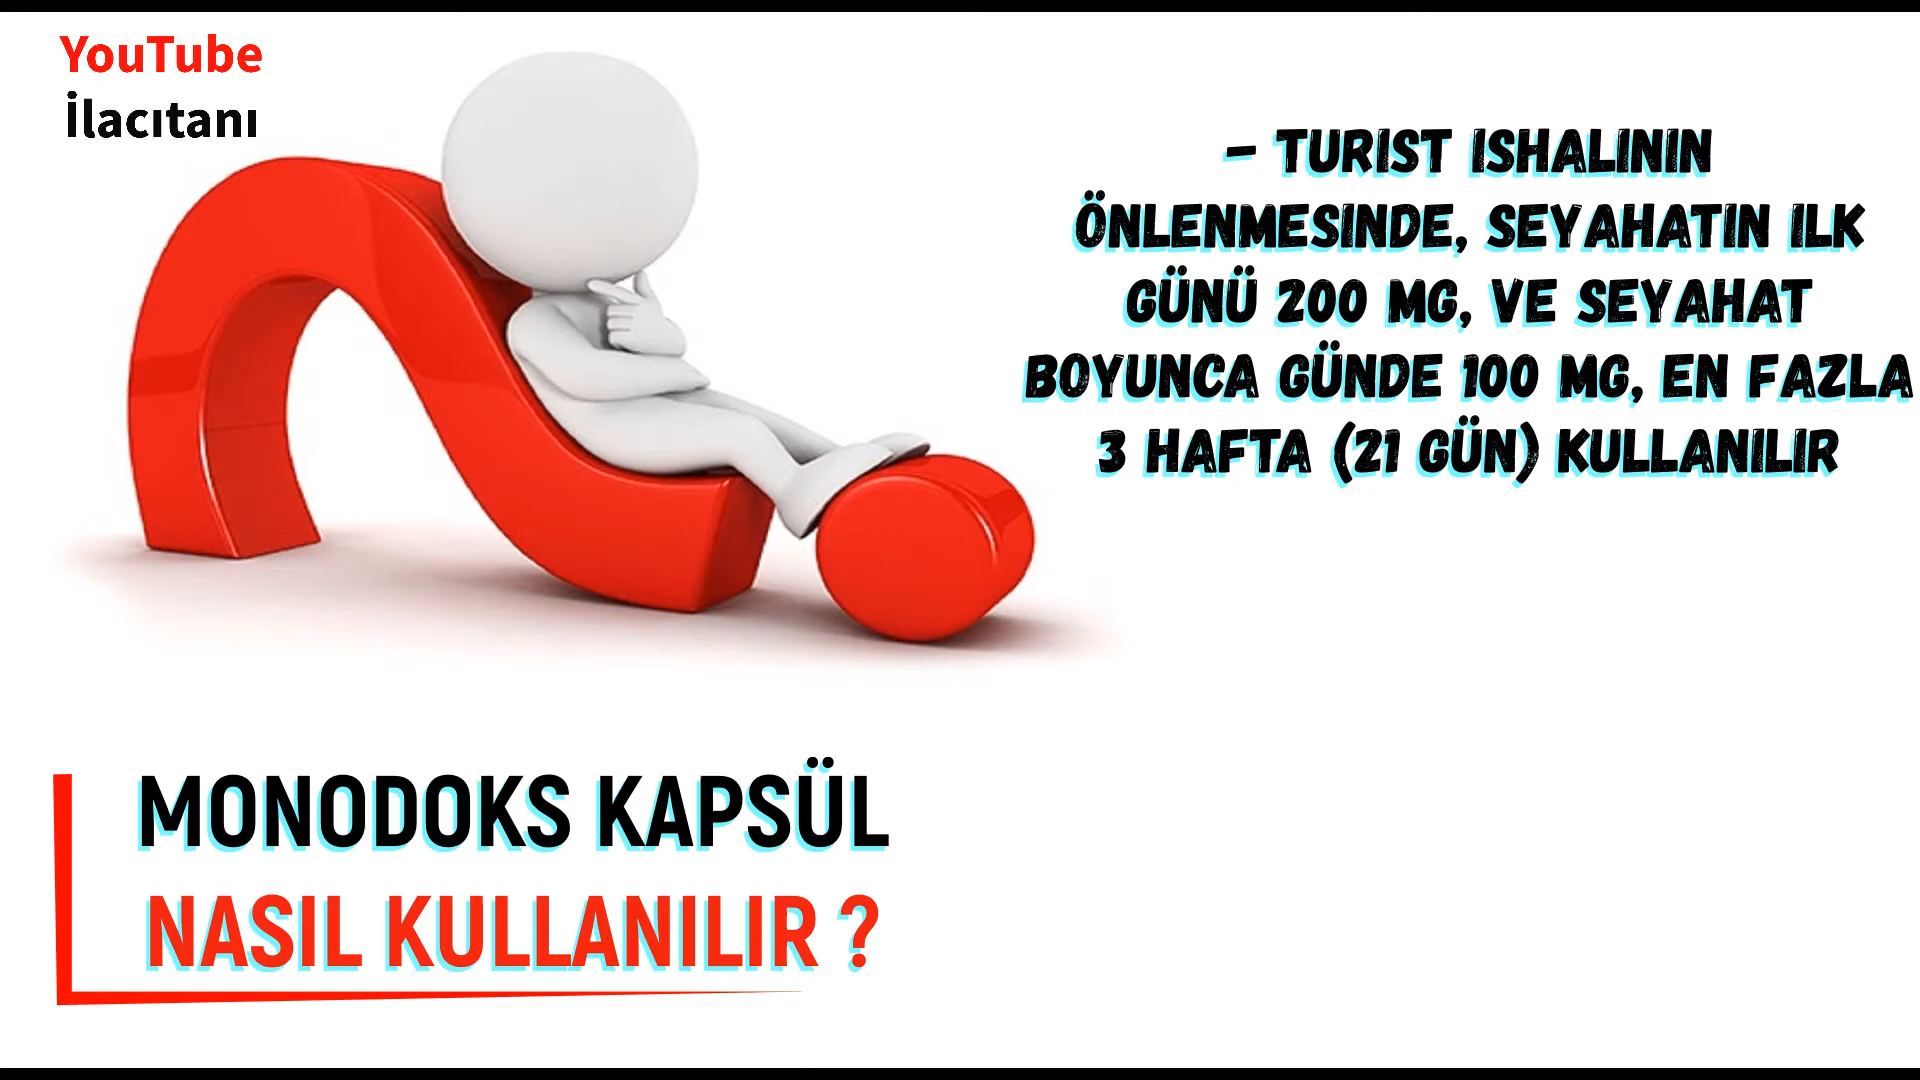 YouTube
İlacıtanı
– TURIST ISHALININ
ÖNLENMESINDE, SEYAHATIN ILK
GÜNÜ 200 MG, VE SEYAHAT
BOYUNCA GÜNDE 100 MG, EN FAZLA
3 HAFTA (21 GÜN) KULLANILIR
MONODOKS KAPSÜL
NASIL KULLANILIR ?